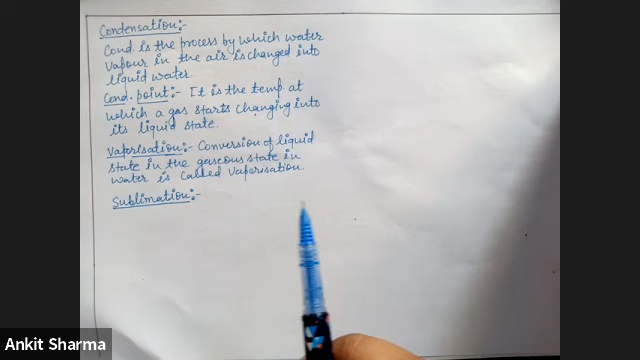 Condensation:-
Cond. is the process by which water
vapour in the air is changed into
liquid water.
Cond. point:- It is the temp. at
which a gas starts changing into
its liquid state.
Vaporisation:- Conversion of liquid
state in the gaseous state in
water is called vaporisation.
Sublimation:-
Ankit Sharma